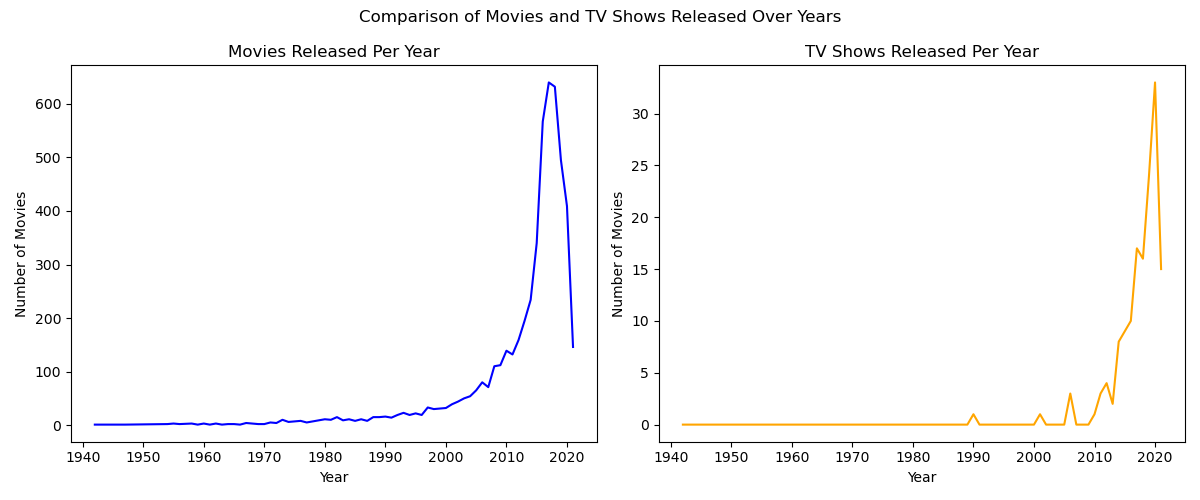 Comparison of Movies and TV Shows Released Over Years
Movies Released Per Year
Number of Movies
600
500
400
300
200
100
0
1940 1950 1960 1970 1980 1990 2000 2010 2020
Year
TV Shows Released Per Year
Number of Movies
30
25
20
15
10
5
0
1940 1950 1960 1970 1980 1990 2000 2010 2020
Year